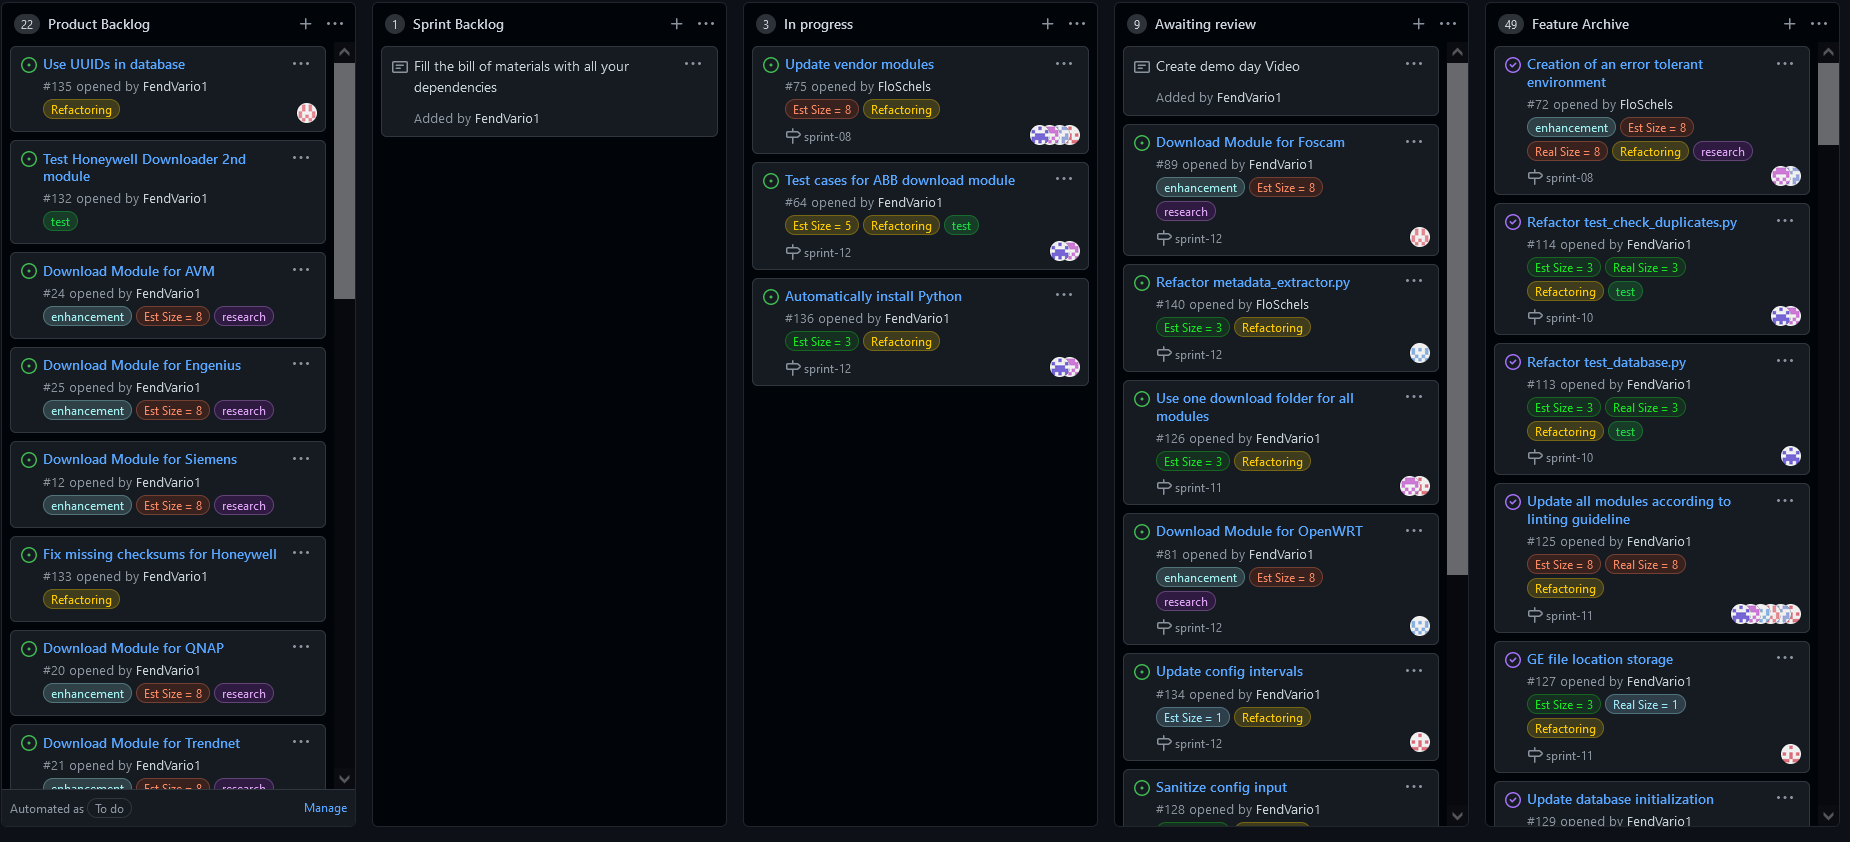 22 Product Backlog
Use UUIDs in database
#135 opened by FendVario1
Refactoring
Test Honeywell Downloader 2nd
module
#132 opened by FendVario1
test
Download Module for AVM
#24 opened by FendVario1
enhancement Est Size = 8 research
Download Module for Engenius
#25 opened by FendVario1
enhancement Est Size = 8 research
Download Module for Siemens
#12 opened by FendVario1
enhancement Est Size = 8 research
Fix missing checksums for Honeywell
#133 opened by FendVario1
Refactoring
Download Module for QNAP
#20 opened by FendVario1
enhancement Est Size = 8 research
Download Module for Trendnet
#21 opened by FendVario1
enhancement Est Size = 8 research
Automated as To do Manage
1 Sprint Backlog
Fill the bill of materials with all your
dependencies
Added by FendVario1
3 In progress
Update vendor modules
#75 opened by FloSchels
Est Size = 8 Refactoring
sprint-08
Test cases for ABB download module
#64 opened by FendVario1
Est Size = 5 Refactoring test
sprint-12
Automatically install Python
#136 opened by FendVario1
Est Size = 3 Refactoring
sprint-12
9 Awaiting review
Create demo day Video
Added by FendVario1
Download Module for Foscam
#89 opened by FendVario1
enhancement Est Size = 8
research
sprint-12
Refactor metadata_extractor.py
#140 opened by FloSchels
Est Size = 3 Refactoring
sprint-12
Use one download folder for all
modules
#126 opened by FendVario1
Est Size = 3 Refactoring
sprint-11
Download Module for OpenWRT
#81 opened by FendVario1
enhancement Est Size = 8
research
sprint-12
Update config intervals
#134 opened by FendVario1
Est Size = 1 Refactoring
sprint-12
Sanitize config input
#128 opened by FendVario1
49 Feature Archive
Creation of an error tolerant
environment
#72 opened by FloSchels
enhancement Est Size = 8
Real Size = 8 Refactoring research
sprint-08
Refactor test_check_duplicates.py
#114 opened by FendVario1
Est Size = 3 Real Size = 3
Refactoring test
sprint-10
Refactor test_database.py
#113 opened by FendVario1
Est Size = 3 Real Size = 3
Refactoring test
sprint-10
Update all modules according to
linting guideline
#125 opened by FendVario1
Est Size = 8 Real Size = 8
Refactoring
sprint-11
GE file location storage
#127 opened by FendVario1
Est Size = 3 Real Size = 1
Refactoring
sprint-11
Update database initialization
#129 opened by FendVario1